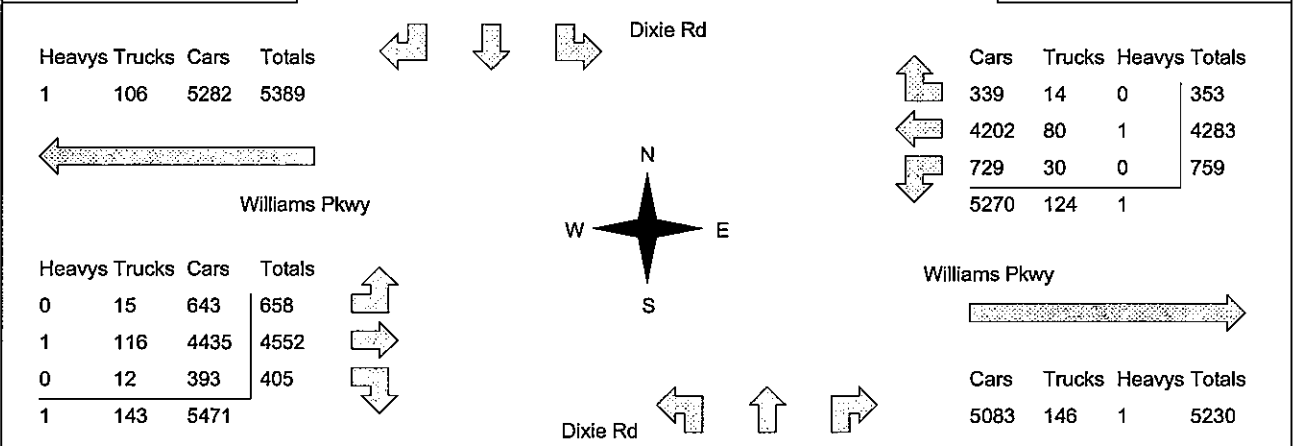 Dixie Rd
Heavys Trucks Cars Totals
1 106 5282 5389
Williams Pkwy
Heavys Trucks Cars Totals
0 15 643 658
1 116 4435 4552
0 12 393 405
1 143 5471
N
W E
S
Cars Trucks Heavys Totals
339 14 0 353
4202 80 1 4283
729 30 0 759
5270 124 1
Williams Pkwy
Cars Trucks Heavys Totals
5083 146 1 5230
Dixie Rd